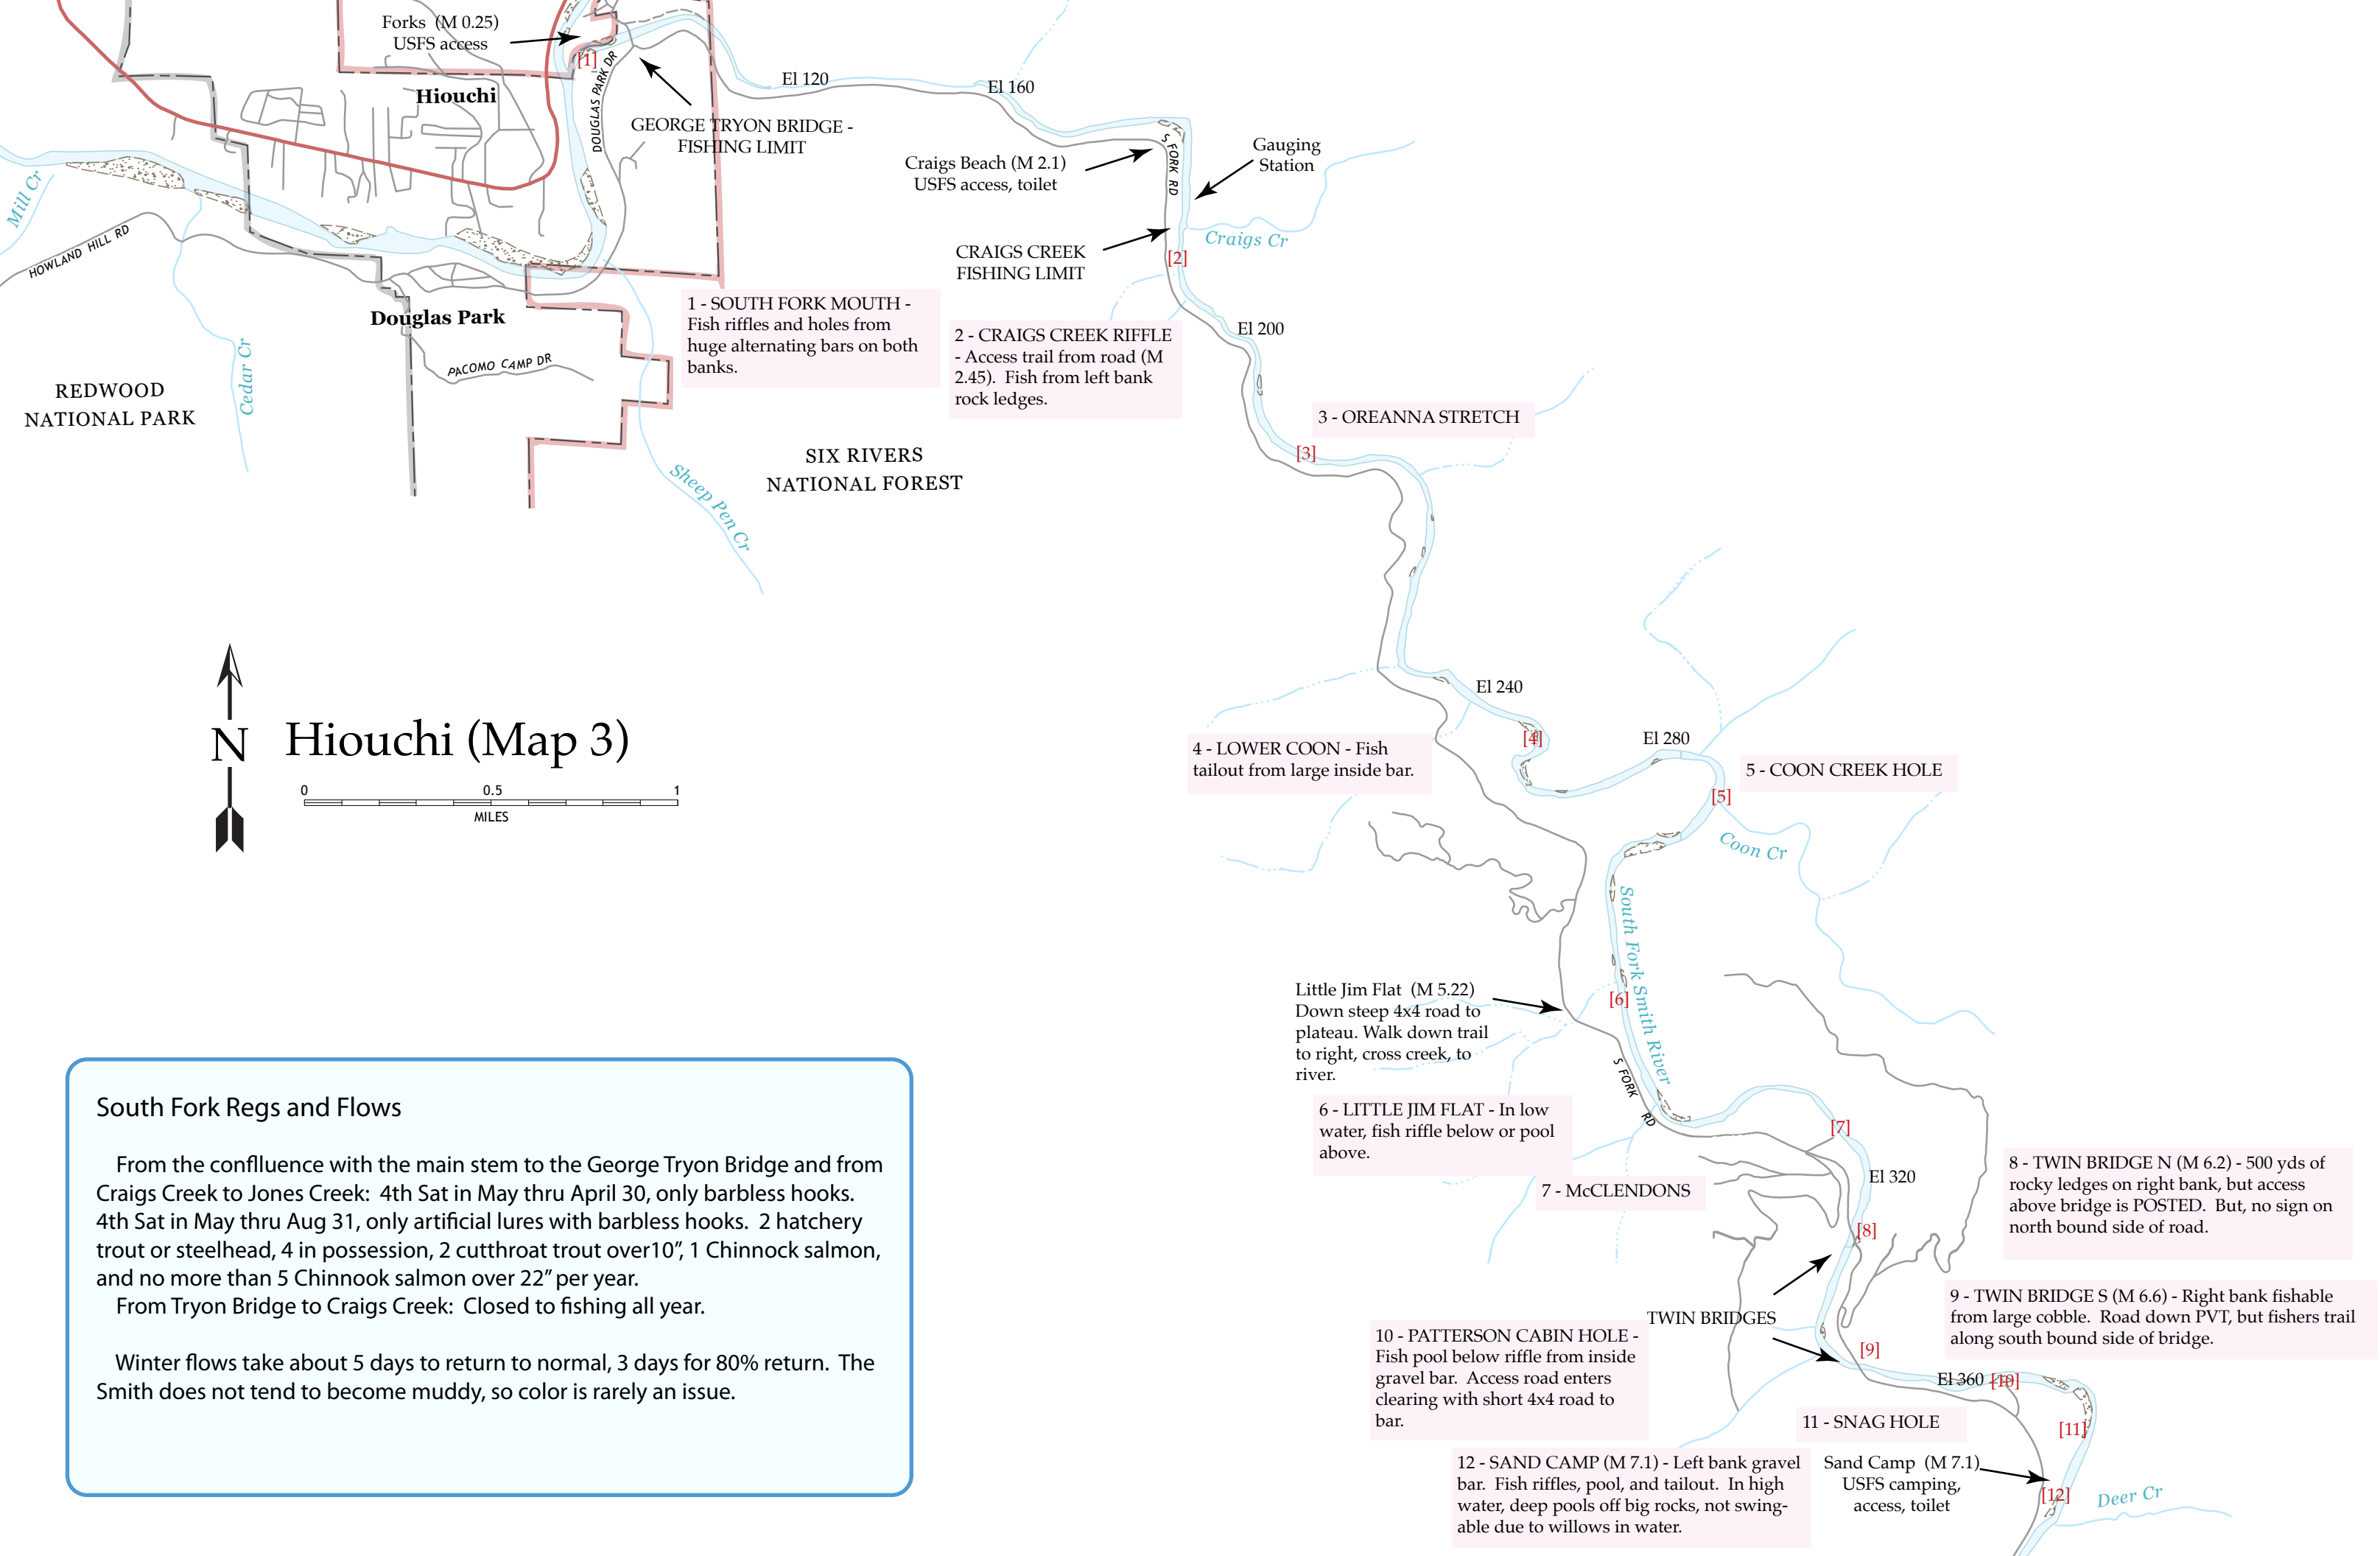 Forks (M 0.25)
USFS access
[1]
DOUGLAS PARK DR
Hiouchi
GEORGE TRYON BRIDGE -
FISHING LIMIT
El 120
El 160
S FORK RD
Craigs Beach (M 2.1)
USFS access, toilet
Gauging
Station
CRAIGS CREEK
FISHING LIMIT
Craigs Cr
[2]
Mill Cr
HOWLAND HILL RD
Douglas Park
PACOMO CAMP DR
Cedar Cr
REDWOOD
NATIONAL PARK
1 - SOUTH FORK MOUTH -
Fish riffles and holes from
huge alternating bars on both
banks.
2 - CRAIGS CREEK RIFFLE
- Access trail from road (M
2.45). Fish from left bank
rock ledges.
El 200
3 - OREANNA STRETCH
[3]
SIX RIVERS
NATIONAL FOREST
Sheep Pen Cr
N
Hiouchi (Map 3)
0 0.5 1
MILES
El 240
[4]
4 - LOWER COON - Fish
tailout from large inside bar.
El 280
5 - COON CREEK HOLE
[5]
Coon Cr
South Fork Smith River
Little Jim Flat (M 5.22)
Down steep 4x4 road to
plateau. Walk down trail
to right, cross creek, to
river.
[6]
S FORK RD
6 - LITTLE JIM FLAT - In low
water, fish riffle below or pool
above.
[7]
7 - McCLENDONS
El 320
8 - TWIN BRIDGE N (M 6.2) - 500 yds of
rocky ledges on right bank, but access
above bridge is POSTED. But, no sign on
north bound side of road.
[8]
TWIN BRIDGES
9 - TWIN BRIDGE S (M 6.6) - Right bank fishable
from large cobble. Road down PVT, but fishers trail
along south bound side of bridge.
[9]
10 - PATTERSON CABIN HOLE -
Fish pool below riffle from inside
gravel bar. Access road enters
clearing with short 4x4 road to
bar.
El 360
[10]
11 - SNAG HOLE
[11]
12 - SAND CAMP (M 7.1) - Left bank gravel
bar. Fish riffles, pool, and tailout. In high
water, deep pools off big rocks, not swing-
able due to willows in water.
Sand Camp (M 7.1)
USFS camping,
access, toilet
[12]
Deer Cr
South Fork Regs and Flows
From the conflluence with the main stem to the George Tryon Bridge and from
Craigs Creek to Jones Creek: 4th Sat in May thru April 30, only barbless hooks.
4th Sat in May thru Aug 31, only artificial lures with barbless hooks. 2 hatchery
trout or steelhead, 4 in possession, 2 cutthroat trout over10”, 1 Chinnock salmon,
and no more than 5 Chinnook salmon over 22” per year.
From Tryon Bridge to Craigs Creek: Closed to fishing all year.
Winter flows take about 5 days to return to normal, 3 days for 80% return. The
Smith does not tend to become muddy, so color is rarely an issue.